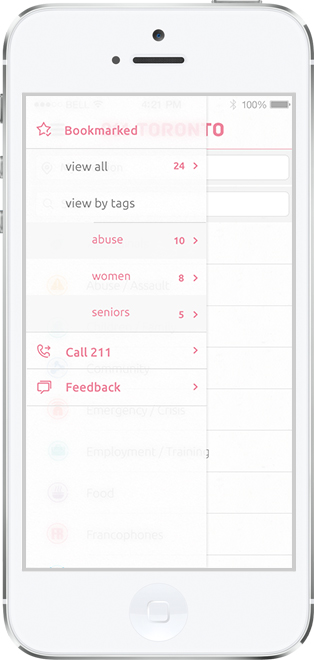 BELL 6:21 PM 100%
211 TORONTO
Bookmarked
view all 24
view by tags
abuse 10
Abuse / Assault
women 8
seniors 5
Call 211
Community
Feedback
Emergency / Crisis
Employment / Training
Food
Francophones